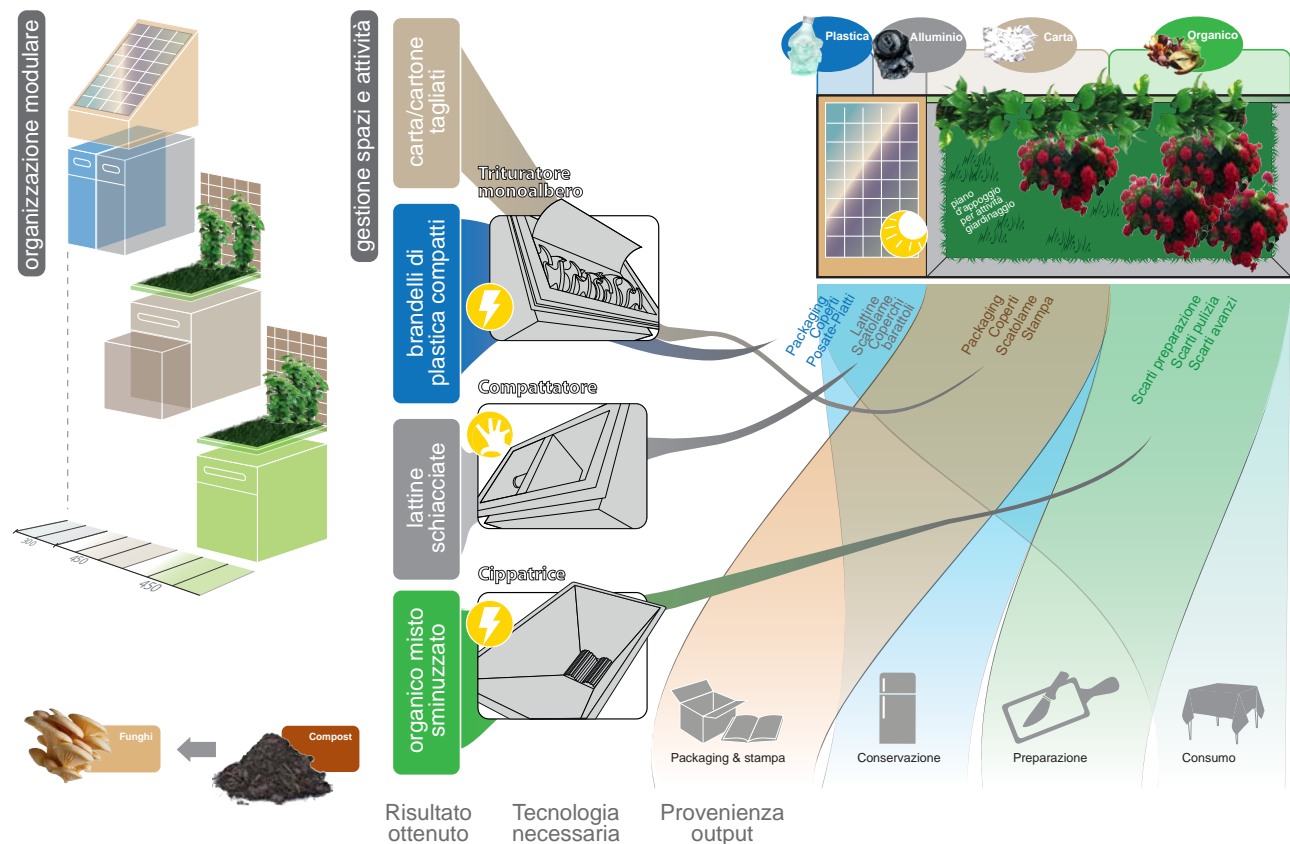 organizzazione modulare
300
450
450
Funghi
Compost
gestione spazi e attività
carta/cartone
tagliati
brandelli di
plastica compatti
lattine
schiacciate
organico misto
sminuzzato
Trituratore
monoalbero
Compattatore
Cippatrice
Risultato
ottenuto
Tecnologia
necessaria
Provenienza
output
Plastica
Alluminio
Carta
Organico
piano
d'appoggio
per attività
giardinaggio
Packaging
Coperti
Posate-Piatti
Lattine
Scatolame
Coperchi
barattoli
Packaging
Coperti
Scatolame
Stampa
Scarti preparazione
Scarti pulizia
Scarti avanzi
Packaging & stampa
Conservazione
Preparazione
Consumo